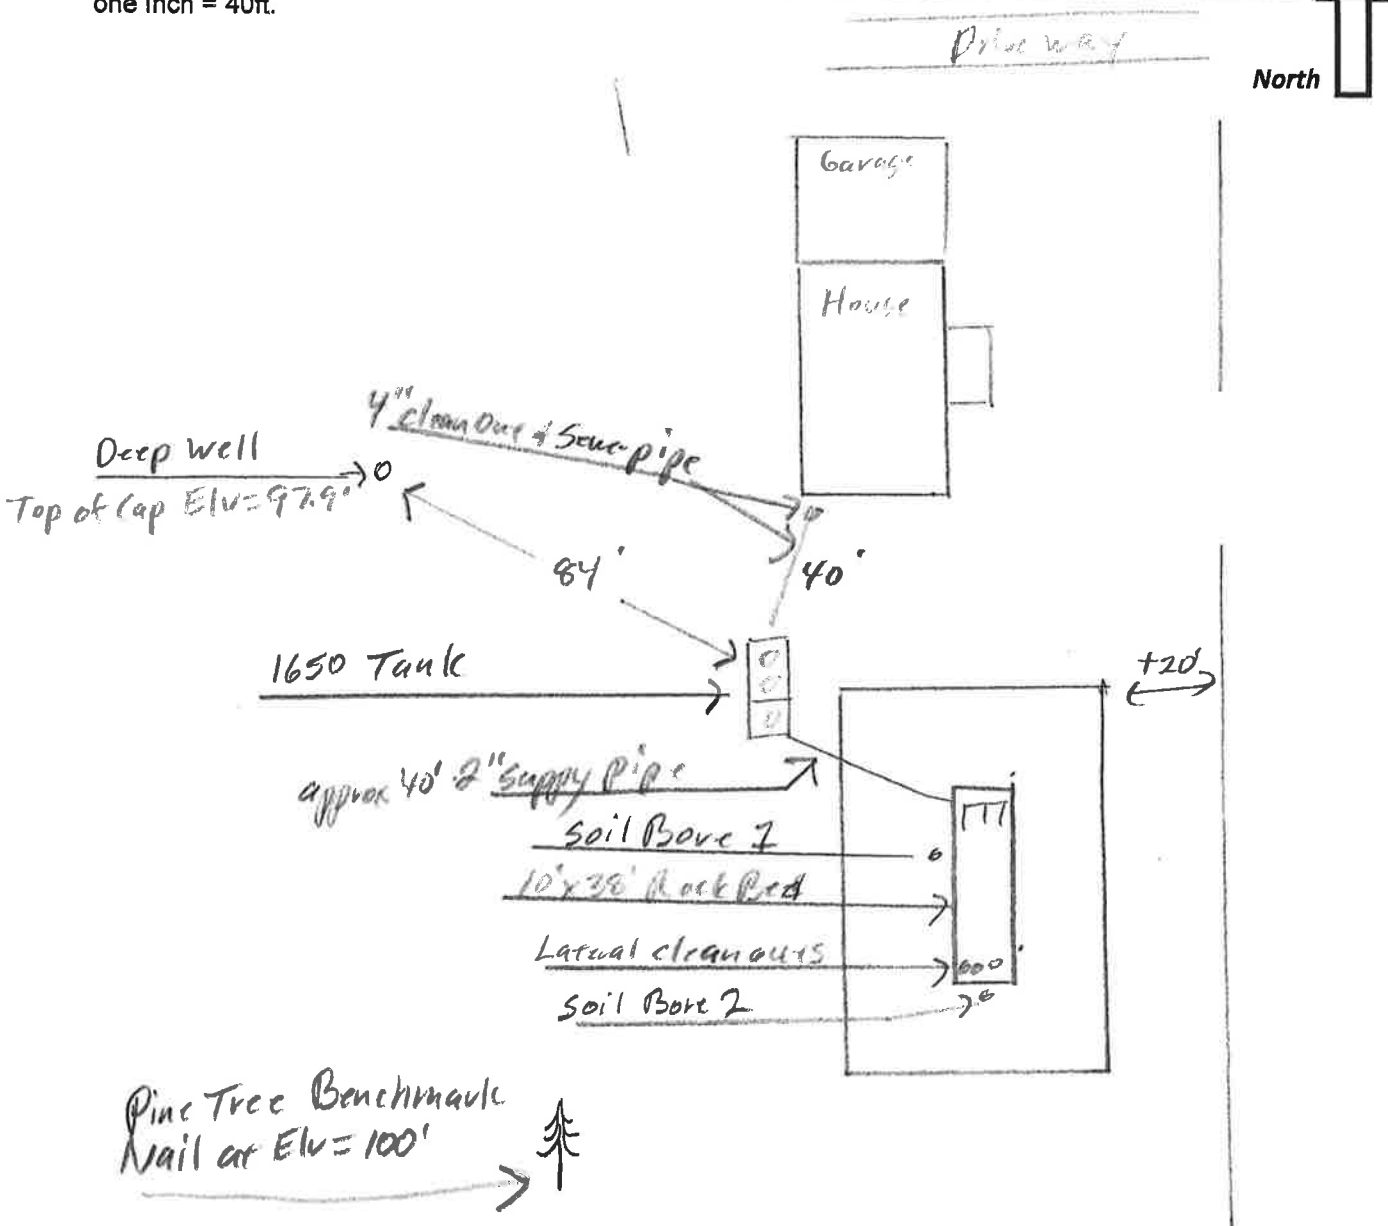 one inch = 40ft.
Driveway
North
Garage
House
4" Clean Out & Sewer pipe
Deep Well
Top of Cap Elv=97.9'
84'
40'
1650 Tank
+20'
approx 40' 2" Supply pipe
Soil Bore 1
10'x38' Rock Bed
Lateral cleanouts
Soil Bore 2
Pine Tree Benchmark
Nail at Elv=100'